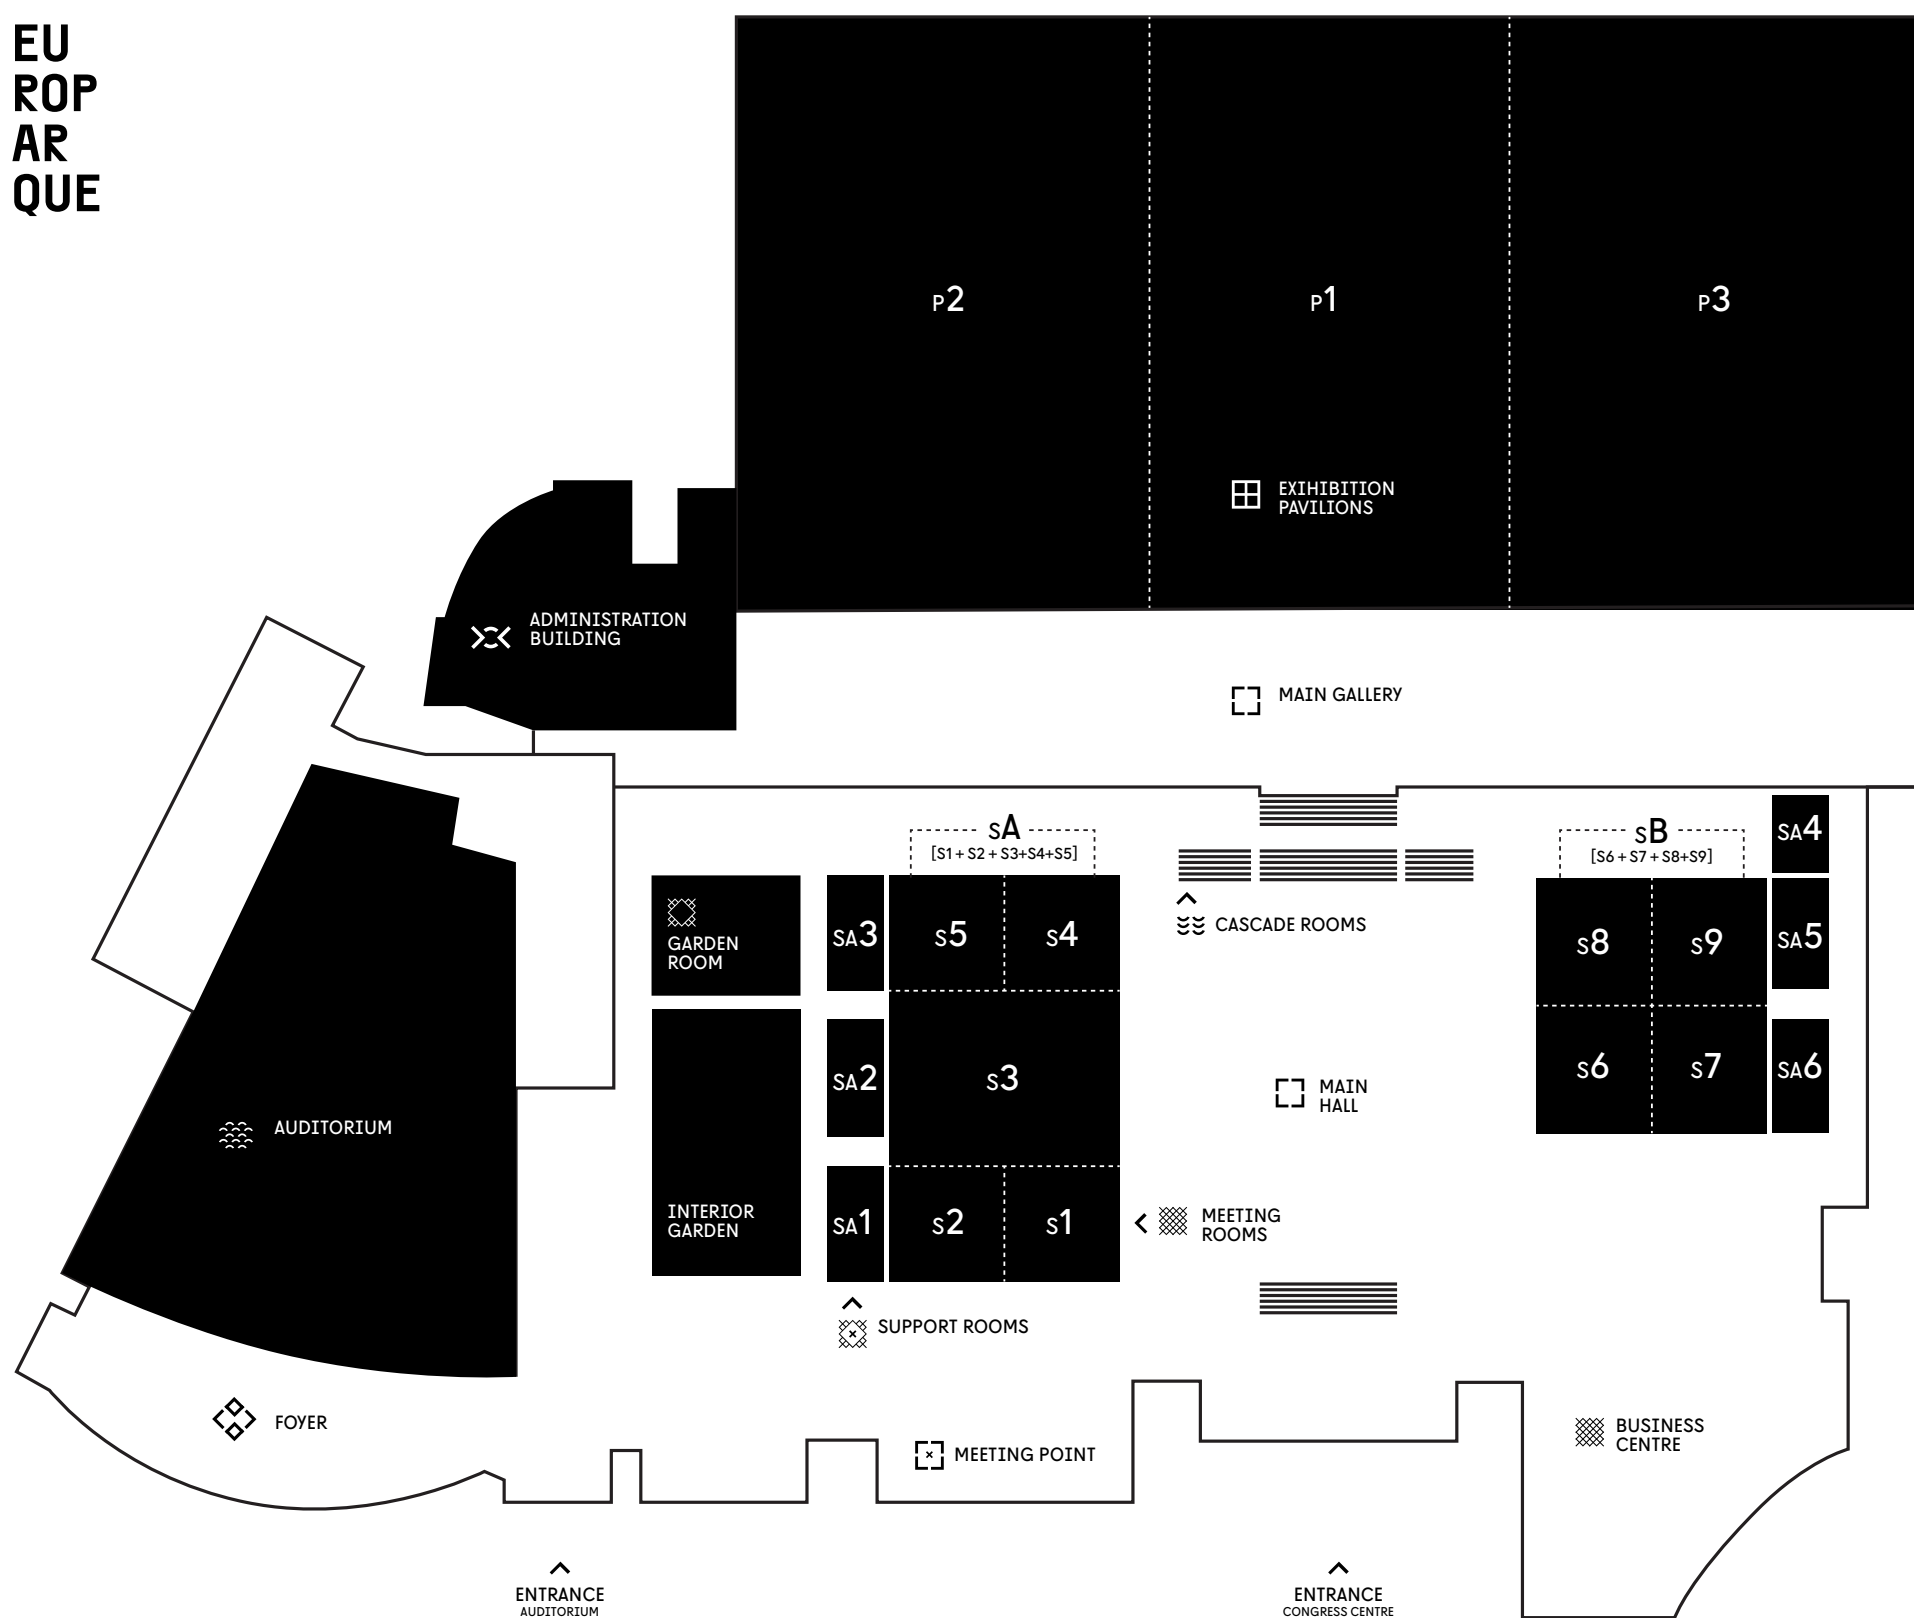 EU
ROP
AR
QUE
P2
P1
P3
EXIHIBITION
PAVILIONS
ADMINISTRATION
BUILDING
MAIN GALLERY
SA
[S1 + S2 + S3+S4+S5]
SB
[S6 + S7 + S8+S9]
SA4
GARDEN
ROOM
SA3
S5
S4
CASCADE ROOMS
S8
S9
SA5
AUDITORIUM
SA2
S3
MAIN
HALL
S6
S7
SA6
INTERIOR
GARDEN
SA1
S2
S1
MEETING
ROOMS
SUPPORT ROOMS
FOYER
MEETING POINT
BUSINESS
CENTRE
ENTRANCE
AUDITORIUM
ENTRANCE
CONGRESS CENTRE